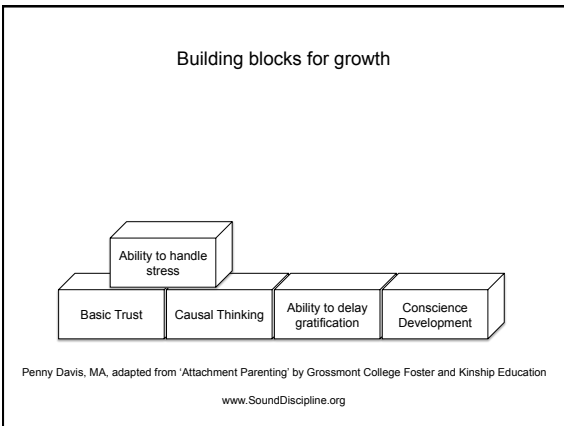 Building blocks for growth
Ability to handle
stress
Basic Trust
Causal Thinking
Ability to delay
gratification
Conscience
Development
Penny Davis, MA, adapted from ‘Attachment Parenting’ by Grossmont College Foster and Kinship Education
www.SoundDiscipline.org